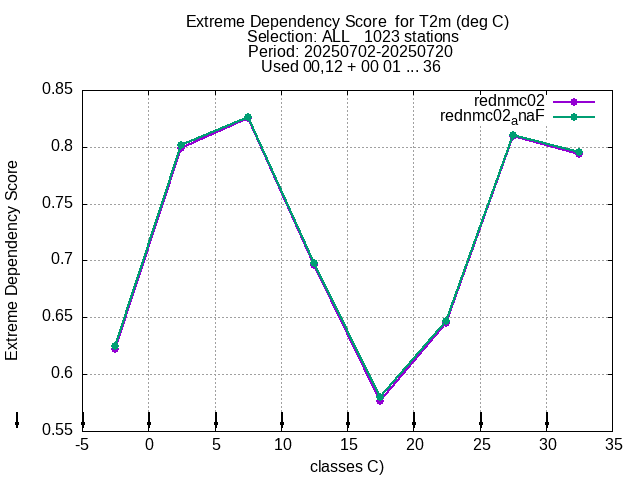 Extreme Dependency Score  for T2m (deg C)
Selection: ALL   1023 stations
Period: 20250702-20250720
Used 00,12 + 00 01 ... 36
rednmc02
rednmc02anaF
Extreme Dependency Score
0.85
0.8
0.75
0.7
0.65
0.6
0.55
-5 0 5 10 15 20 25 30 35
classes C)